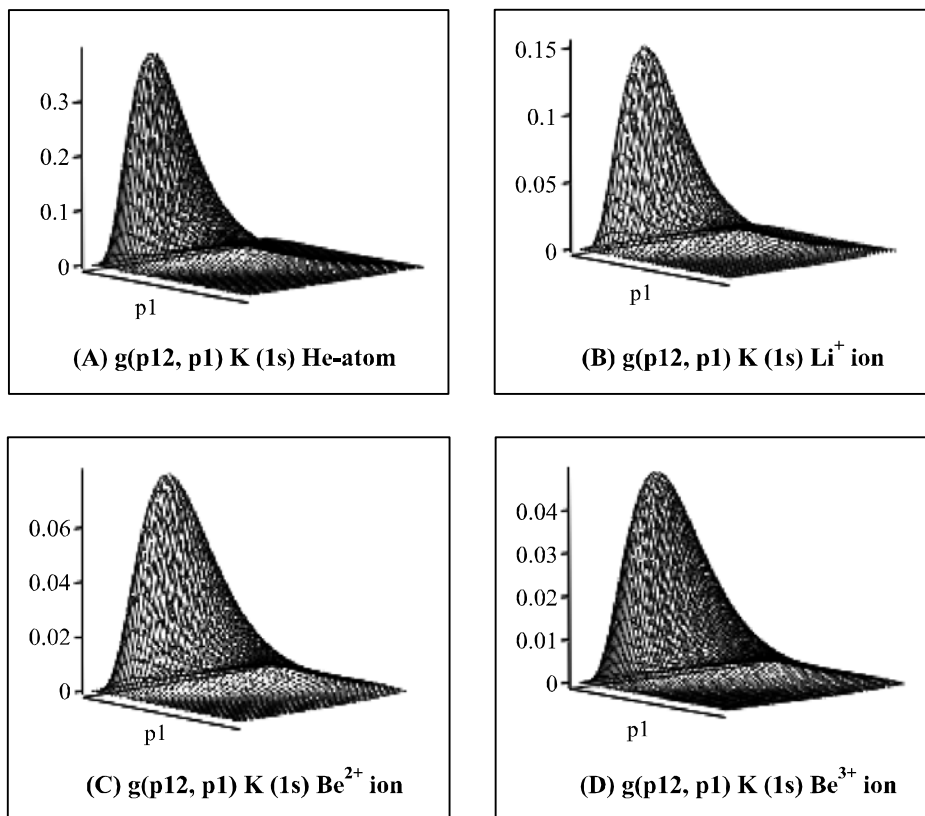 0.3
0.2
0.1
0
p1
(A) g(p12, p1) K (1s) He-atom
0.15
0.1
0.05
0
p1
(B) g(p12, p1) K (1s) Li⁺ ion
0.06
0.04
0.02
0
p1
(C) g(p12, p1) K (1s) Be²⁺ ion
0.04
0.03
0.02
0.01
0
p1
(D) g(p12, p1) K (1s) Be³⁺ ion